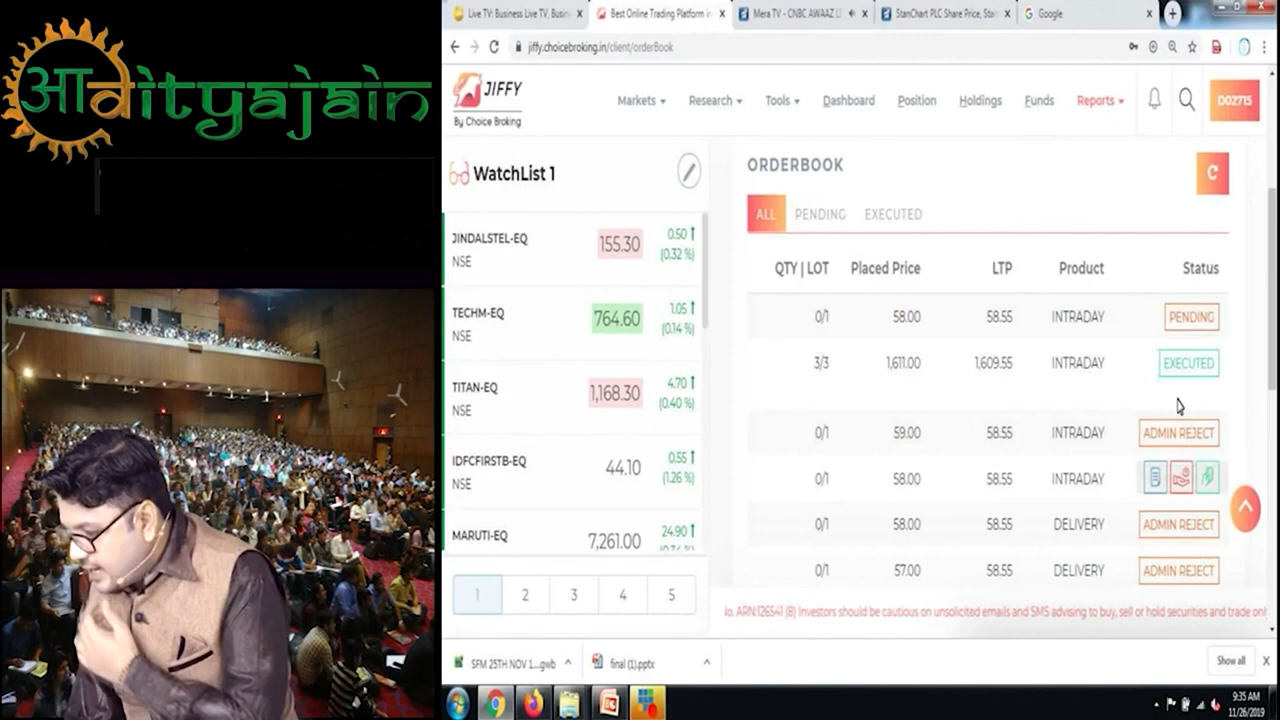 आdityajain
Live TV: Business Live TV, Busin
Best Online Trading Platform in
Mera TV - CNBC AWAAZ L
StanChart PLC Share Price, Sta
Google
jiffy.choicebroking.in/client/orderBook
JIFFY
By Choice Broking
Markets
Research
Tools
Dashboard
Position
Holdings
Funds
Reports
D02715
WatchList 1
JINDALSTEL-EQ 155.30 0.50
NSE (0.32 %)
TECHM-EQ 764.60 1.05
NSE (0.14 %)
TITAN-EQ 1,168.30 4.70
NSE (0.40 %)
IDFCFIRSTB-EQ 44.10 0.55
NSE (1.26 %)
MARUTI-EQ 7,261.00 24.90
1 2 3 4 5
ORDERBOOK
ALL PENDING EXECUTED
QTY | LOT Placed Price LTP Product Status
0/1 58.00 58.55 INTRADAY PENDING
3/3 1,611.00 1,609.55 INTRADAY EXECUTED
0/1 59.00 58.55 INTRADAY ADMIN REJECT
0/1 58.00 58.55 INTRADAY
0/1 58.00 58.55 DELIVERY ADMIN REJECT
0/1 57.00 58.55 DELIVERY ADMIN REJECT
No. ARN:126541 (8) Investors should be cautious on unsolicited emails and SMS advising to buy, sell or hold securities and trade onl
SFM 25TH NOV 1....gwb
final (1).pptx
Show all
9:35 AM
11/26/2019